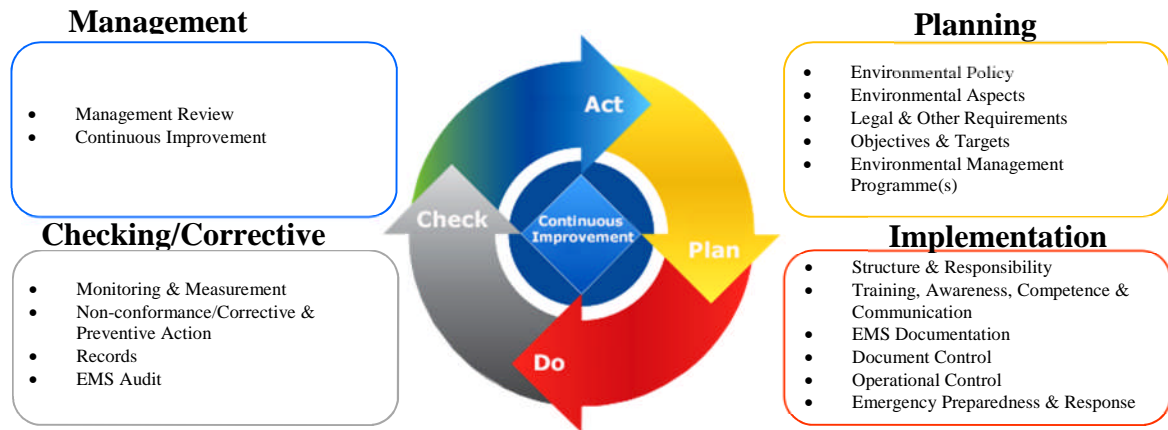 Management
• Management Review
• Continuous Improvement
Planning
• Environmental Policy
• Environmental Aspects
• Legal & Other Requirements
• Objectives & Targets
• Environmental Management
Programme(s)
Act
Check
Continuous
Improvement
Plan
Do
Checking/Corrective
• Monitoring & Measurement
• Non-conformance/Corrective &
Preventive Action
• Records
• EMS Audit
Implementation
• Structure & Responsibility
• Training, Awareness, Competence &
Communication
• EMS Documentation
• Document Control
• Operational Control
• Emergency Preparedness & Response